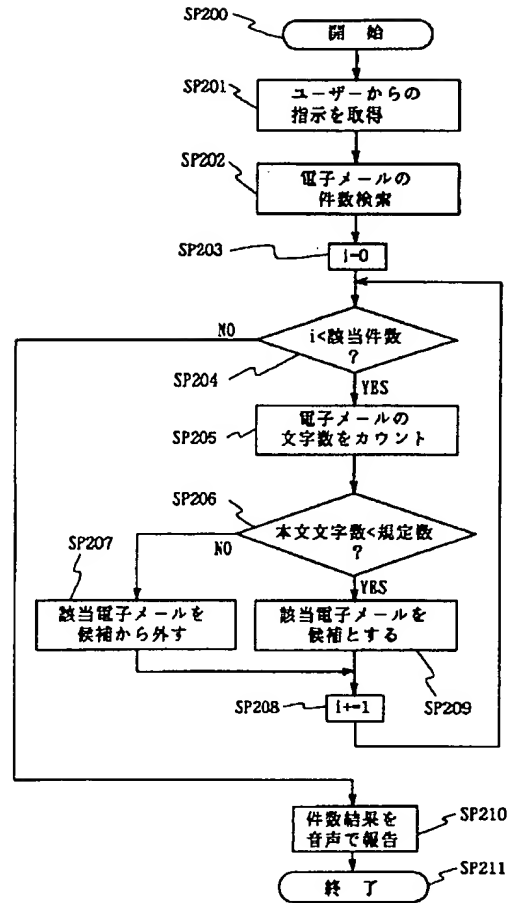 SP200
開 始
SP201
ユーザーからの
指示を取得
SP202
電子メールの
件数検索
SP203
i=0
NO
i<該当件数
?
SP204
YES
SP205
電子メールの
文字数をカウント
SP206
本文文字数<規定数
?
SP207
NO
YES
該当電子メールを
候補から外す
該当電子メールを
候補とする
SP208
i+=1
SP209
件数結果を
音声で報告
SP210
終 了
SP211